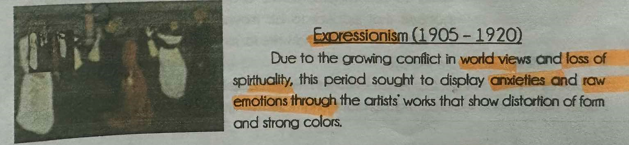 Expressionism (1905 – 1920)
Due to the growing conflict in world views and loss of
spirituality, this period sought to display anxieties and raw
emotions through the artists' works that show distortion of form
and strong colors.